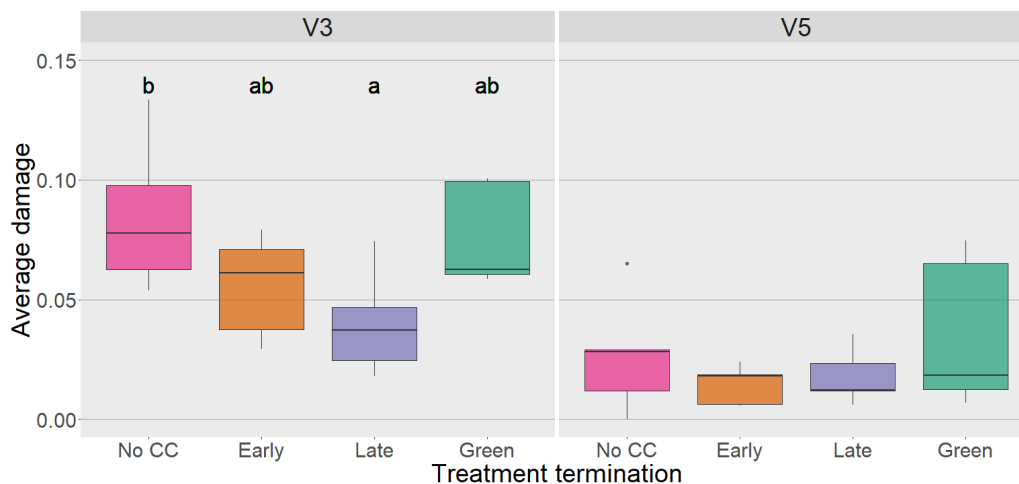 V3 V5
0.15
b ab a ab
0.10
Average damage
0.05
0.00
No CC Early Late Green No CC Early Late Green
Treatment termination